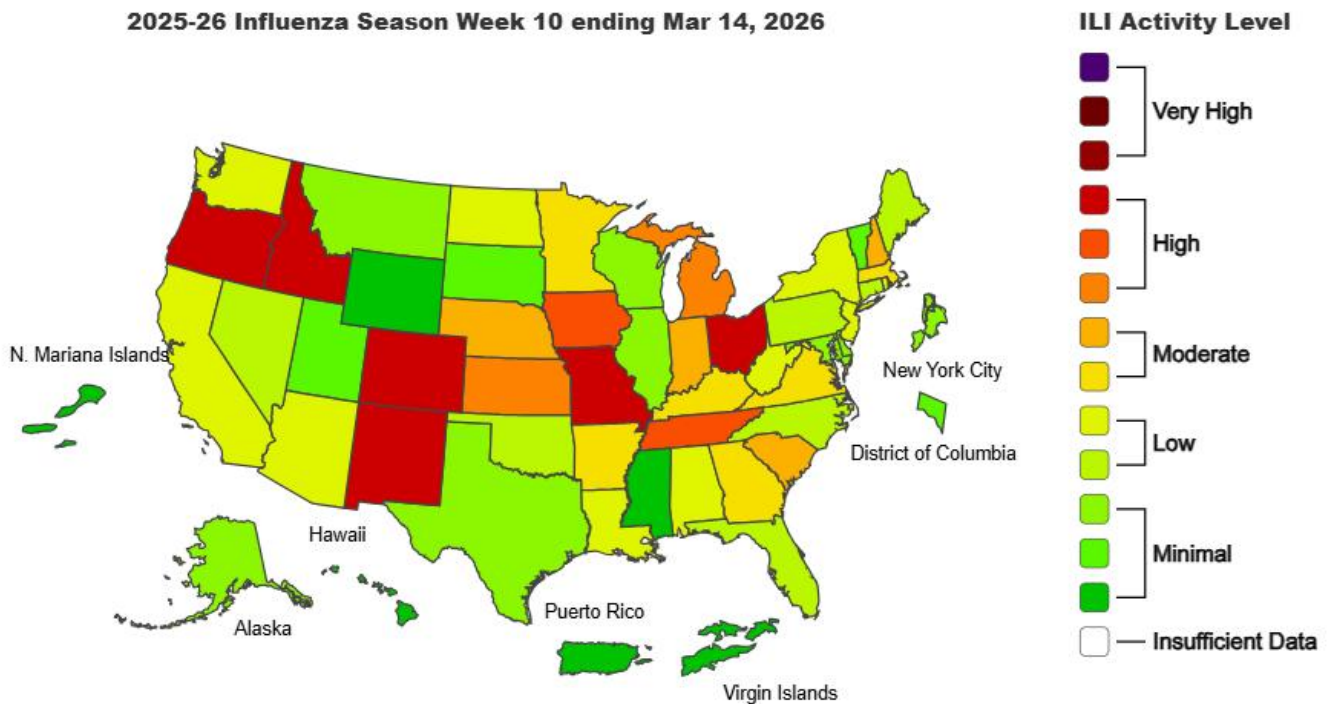 2025-26 Influenza Season Week 10 ending Mar 14, 2026
ILI Activity Level
Very High
High
Moderate
Low
Minimal
Insufficient Data
N. Mariana Islands
New York City
District of Columbia
Hawaii
Alaska
Puerto Rico
Virgin Islands